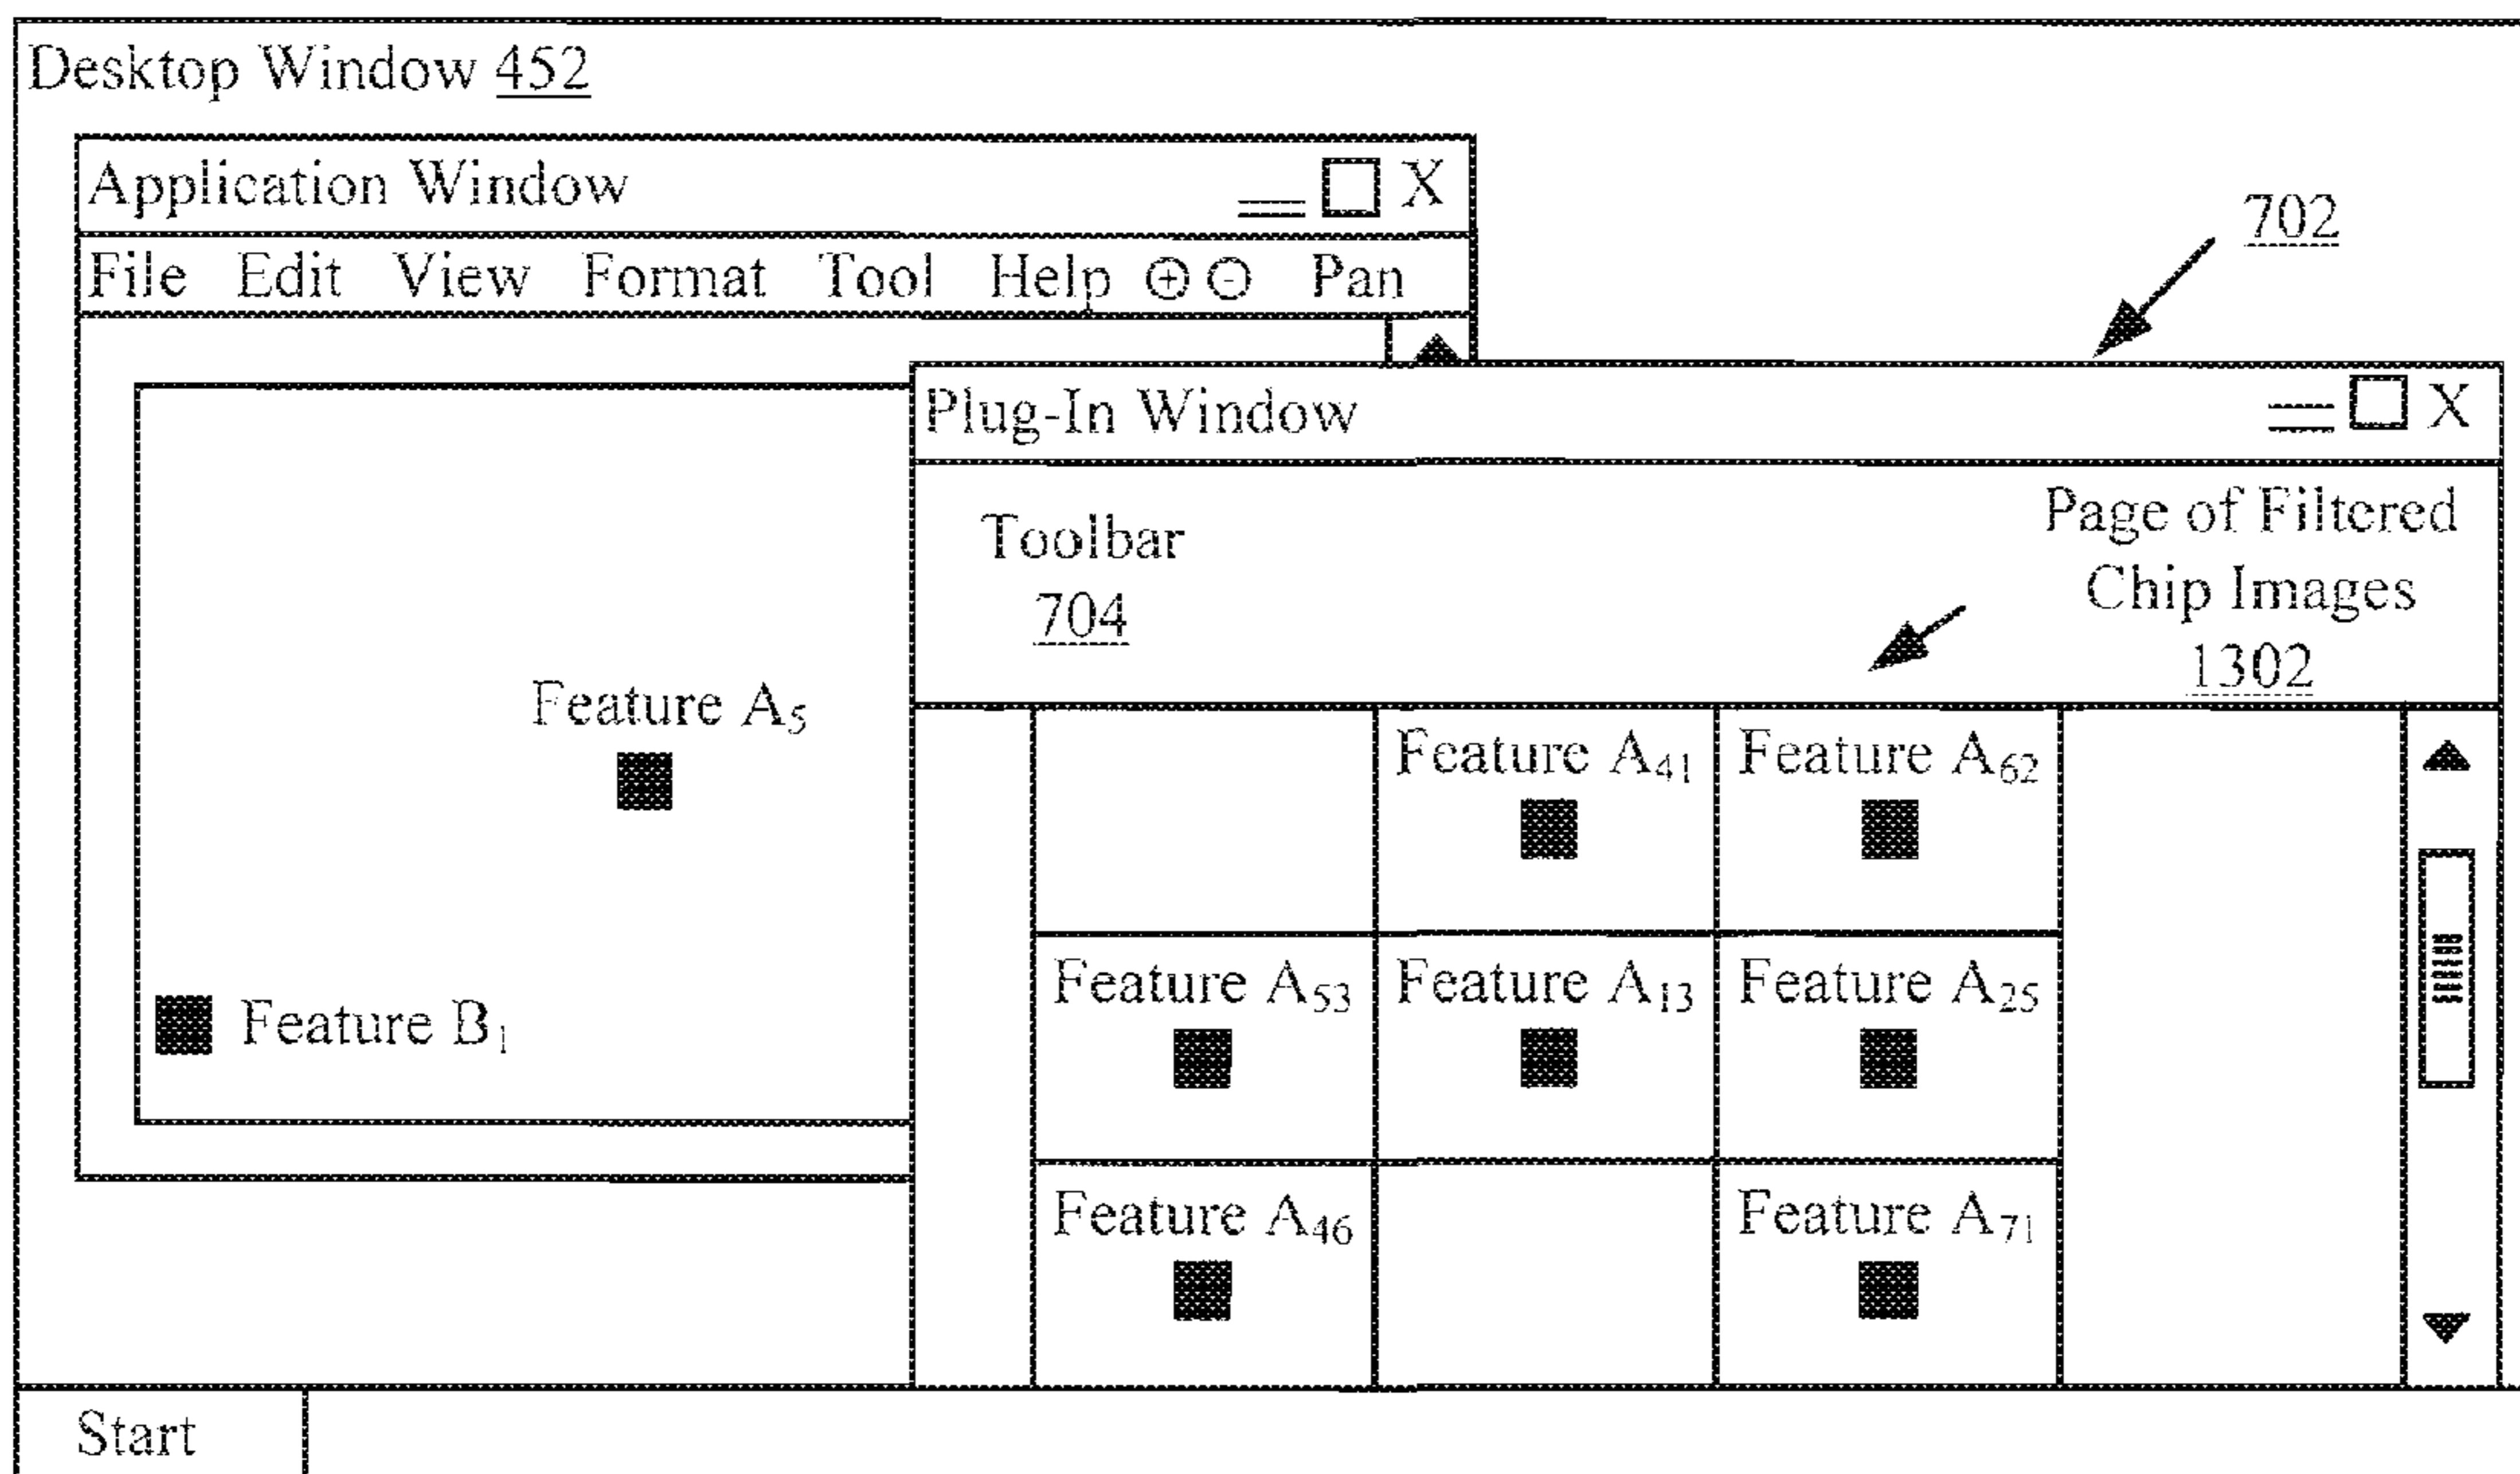 Desktop Window 452
Application Window X
File Edit View Format Tool Help + - Pan
702
Plug-In Window X
Toolbar
704
Page of Filtered
Chip Images
1302
Feature A5
Feature B1
Feature A41 Feature A62
Feature A53 Feature A13 Feature A25
Feature A46 Feature A71
Start